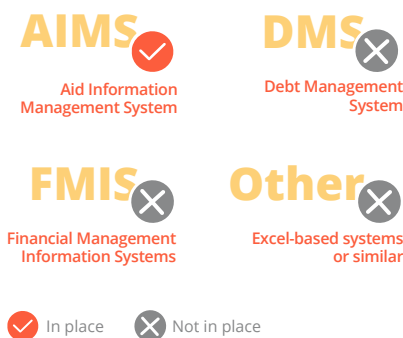 AIMS
Aid Information
Management System
DMS
Debt Management
System
FMIS
Financial Management
Information Systems
Other
Excel-based systems
or similar
In place
Not in place